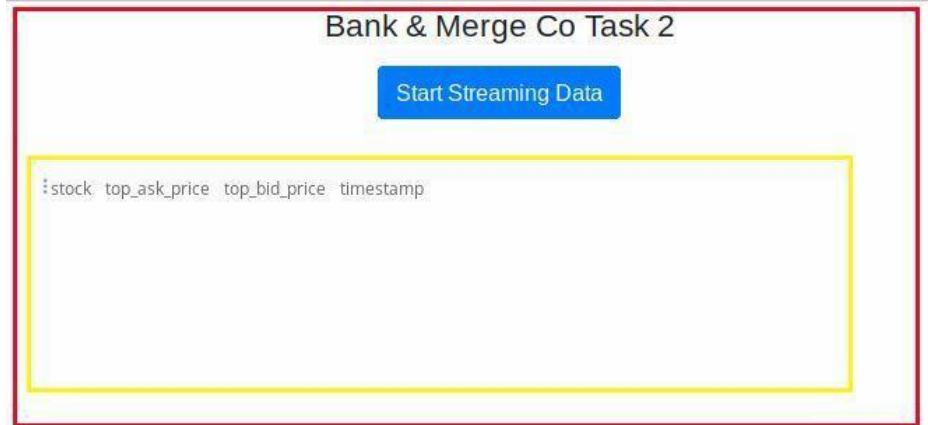 Bank & Merge Co Task 2
Start Streaming Data
stock top_ask_price top_bid_price timestamp